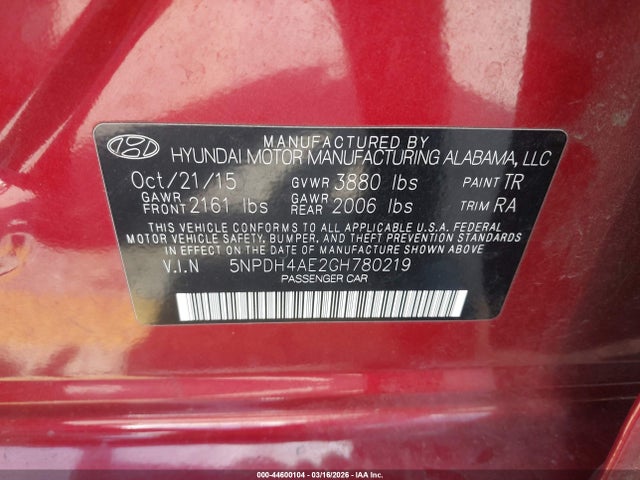 MANUFACTURED BY
HYUNDAI MOTOR MANUFACTURING ALABAMA, LLC
Oct/21/15 GVWR 3880 lbs PAINT TR
GAWR FRONT 2161 lbs GAWR REAR 2006 lbs TRIM RA
THIS VEHICLE CONFORMS TO ALL APPLICABLE U.S.A. FEDERAL
MOTOR VEHICLE SAFETY, BUMPER, AND THEFT PREVENTION STANDARDS
IN EFFECT ON THE DATE OF MANUFACTURE SHOWN ABOVE
V.I.N 5NPDH4AE2GH780219
PASSENGER CAR
000-44600104 - 03/16/2026 - IAA Inc.